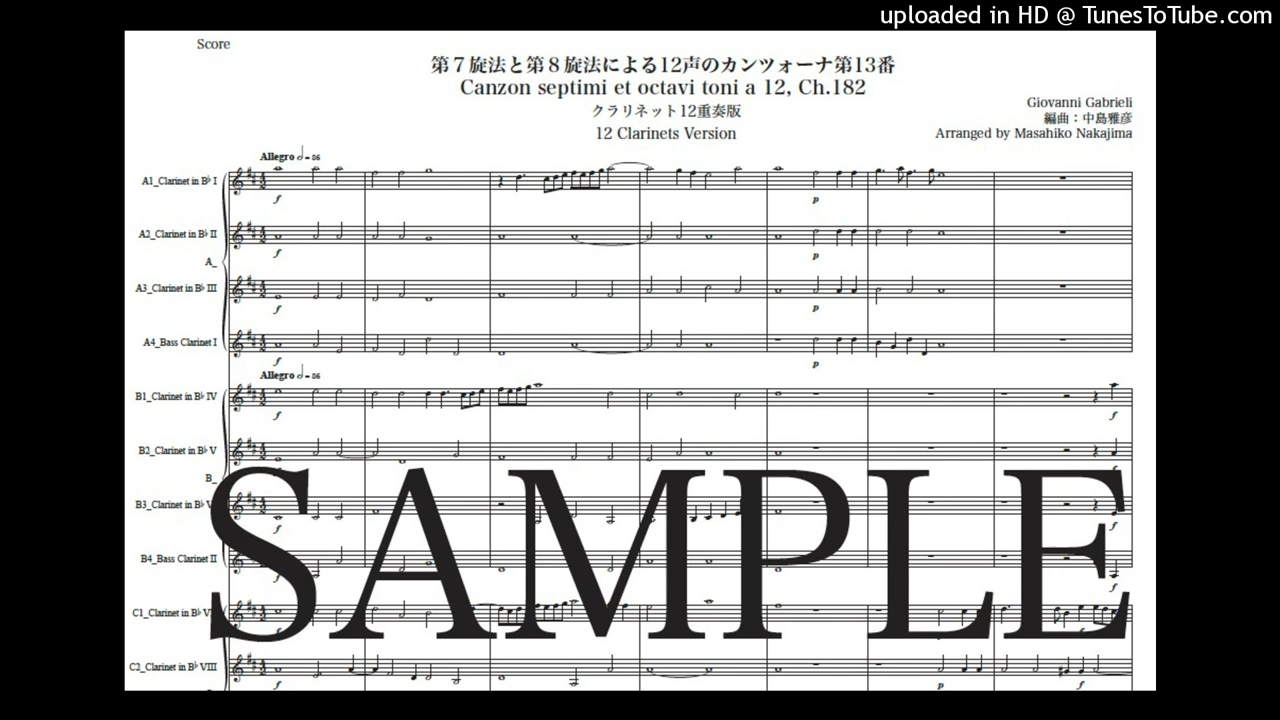 uploaded in HD @ TunesToTube.com
Score
第７旋法と第８旋法による12声のカンツォーナ第13番
Canzon septimi et octavi toni a 12, Ch.182
クラリネット12重奏版
12 Clarinets Version
Giovanni Gabrieli
編曲：中島雅彦
Arranged by Masahiko Nakajima
Allegro 𝅗𝅥 = 86
A1_Clarinet in B♭ I
f
p
A2_Clarinet in B♭ II
f
p
A_
A3_Clarinet in B♭ III
f
p
A4_Bass Clarinet I
f
p
Allegro 𝅗𝅥 = 86
B1_Clarinet in B♭ IV
f
f
B2_Clarinet in B♭ V
B_
B3_Clarinet in B♭
f
f
B4_Bass Clarinet II
f
f
SAMPLE
C1_Clarinet in B♭
C2_Clarinet in B♭ VIII
f
p
f